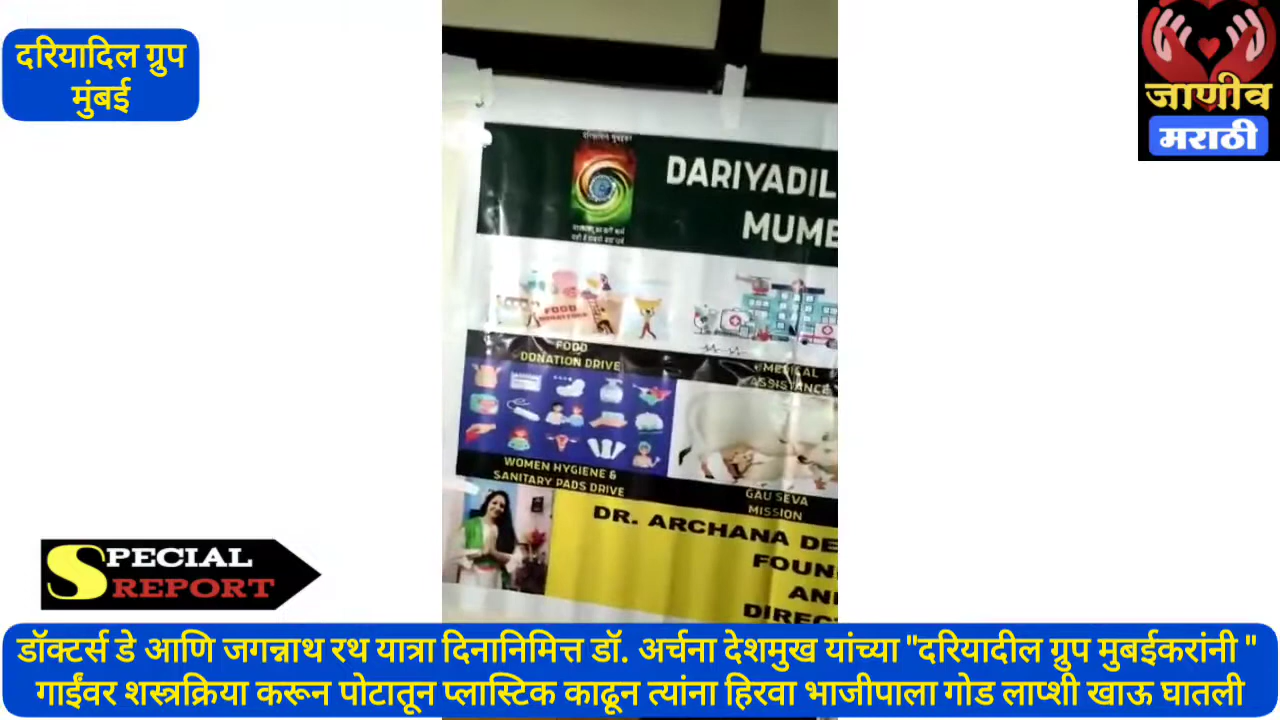 दरियादिल ग्रुप
मुंबई
जाणीव
मराठी
DARIYADIL
MUMB
FOOD
FOOD
DONATION DRIVE
MEDICAL
ASSISTANCE
WOMEN HYGIENE &
SANITARY PADS DRIVE
GAU SEVA
MISSION
DR. ARCHANA DE
FOUN
AN
DIREC
SPECIAL
REPORT
डॉक्टर्स डे आणि जगन्नाथ रथ यात्रा दिनानिमित्त डॉ. अर्चना देशमुख यांच्या "दरियादील ग्रुप मुबईकरांनी "
गाईंवर शस्त्रक्रिया करून पोटातून प्लास्टिक काढून त्यांना हिरवा भाजीपाला गोड लाप्शी खाऊ घातली